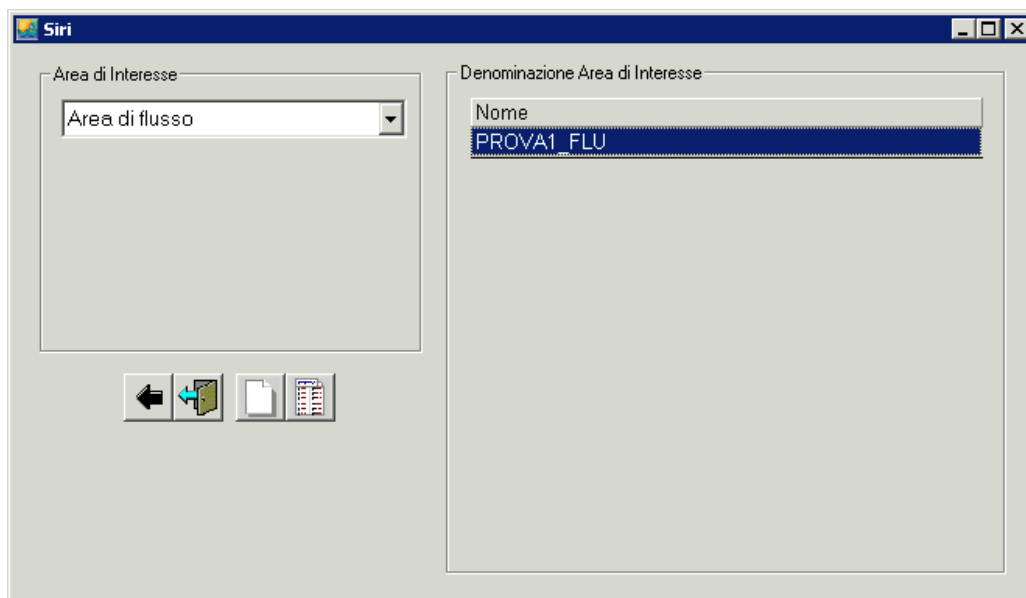 Siri
Area di Interesse
Area di flusso
Denominazione Area di Interesse
Nome
PROVA1_FLU